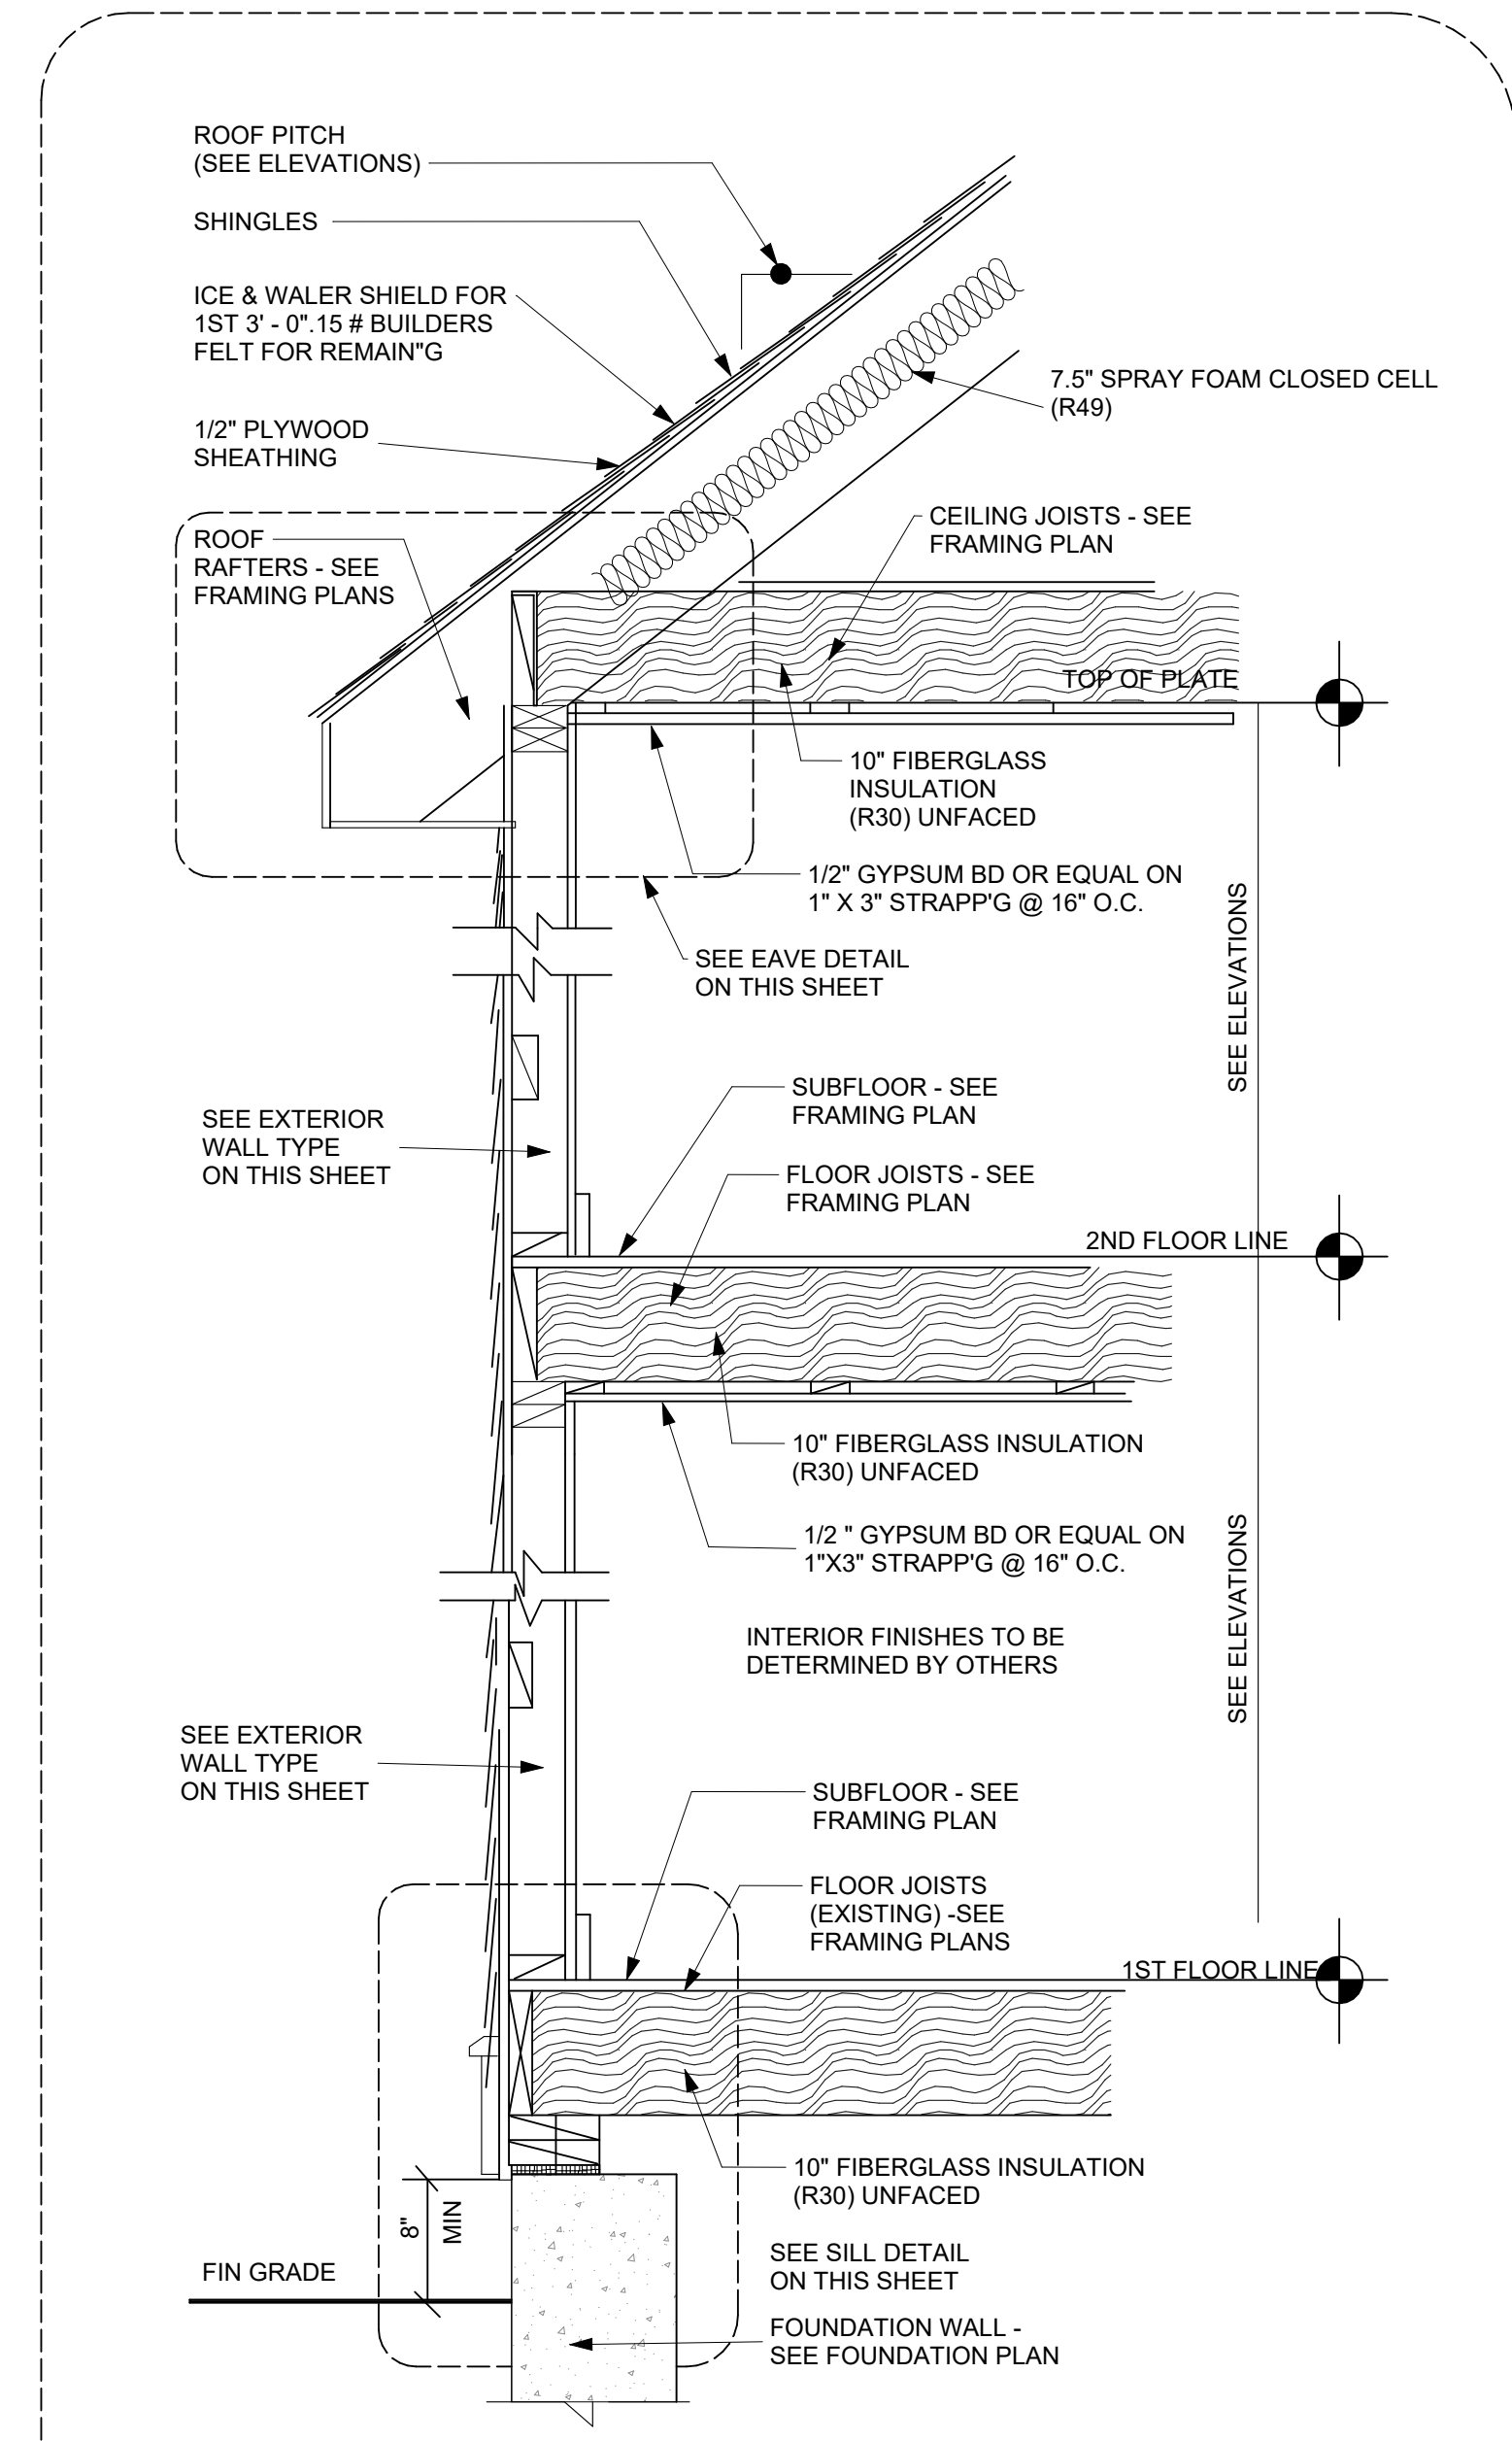 ROOF PITCH
(SEE ELEVATIONS)
SHINGLES
ICE & WALER SHIELD FOR
1ST 3' - 0".15 # BUILDERS
FELT FOR REMAIN"G
7.5" SPRAY FOAM CLOSED CELL
(R49)
1/2" PLYWOOD
SHEATHING
ROOF
RAFTERS - SEE
FRAMING PLANS
CEILING JOISTS - SEE
FRAMING PLAN
TOP OF PLATE
10" FIBERGLASS
INSULATION
(R30) UNFACED
1/2" GYPSUM BD OR EQUAL ON
1" X 3" STRAPP'G @ 16" O.C.
SEE EAVE DETAIL
ON THIS SHEET
SEE ELEVATIONS
SUBFLOOR - SEE
FRAMING PLAN
SEE EXTERIOR
WALL TYPE
ON THIS SHEET
FLOOR JOISTS - SEE
FRAMING PLAN
2ND FLOOR LINE
10" FIBERGLASS INSULATION
(R30) UNFACED
1/2 " GYPSUM BD OR EQUAL ON
1"X3" STRAPP'G @ 16" O.C.
SEE ELEVATIONS
INTERIOR FINISHES TO BE
DETERMINED BY OTHERS
SEE EXTERIOR
WALL TYPE
ON THIS SHEET
SUBFLOOR - SEE
FRAMING PLAN
FLOOR JOISTS
(EXISTING) -SEE
FRAMING PLANS
1ST FLOOR LINE
10" FIBERGLASS INSULATION
(R30) UNFACED
8"
MIN
FIN GRADE
SEE SILL DETAIL
ON THIS SHEET
FOUNDATION WALL -
SEE FOUNDATION PLAN